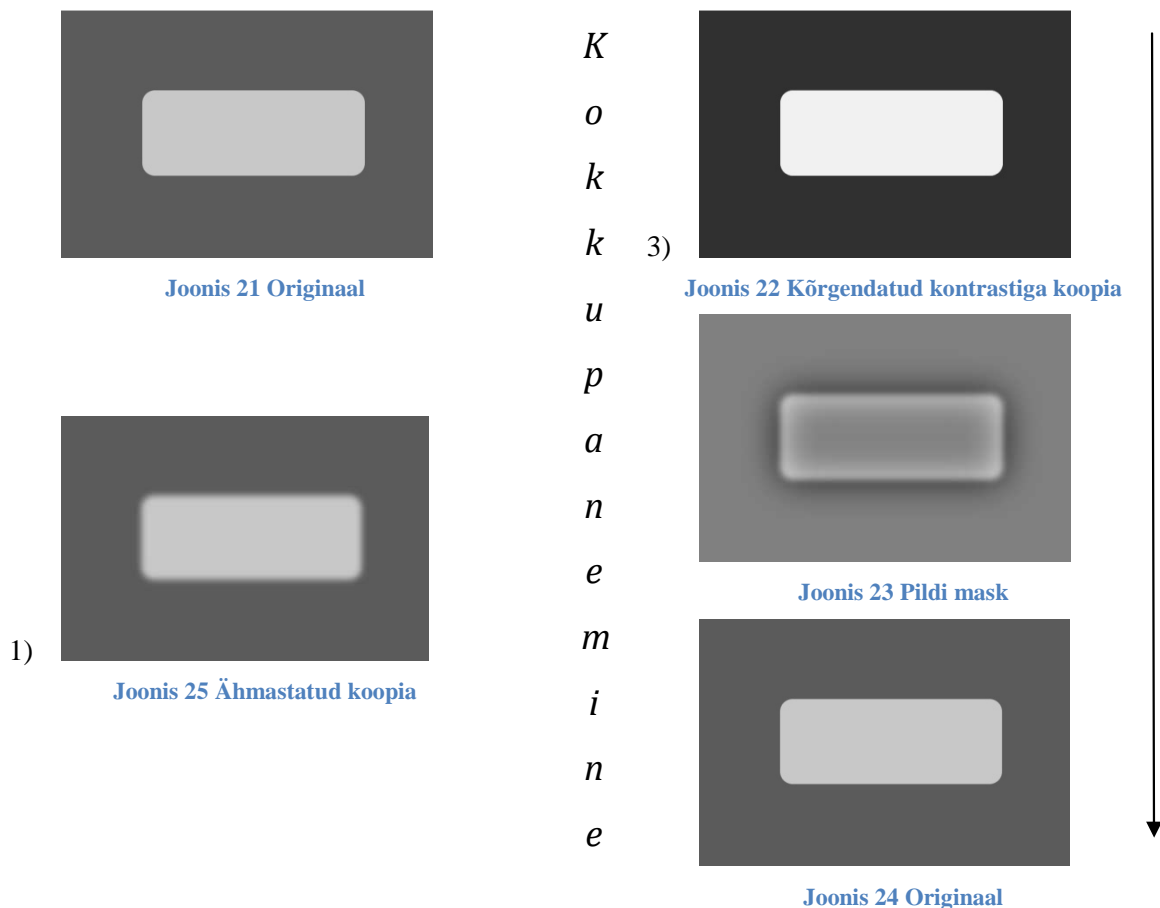 Joonis 21 Originaal
1)
Joonis 25 Ähmastatud koopia
K
o
k
k
u
p
a
n
e
m
i
n
e
3)
Joonis 22 Kõrgendatud kontrastiga koopia
Joonis 23 Pildi mask
Joonis 24 Originaal